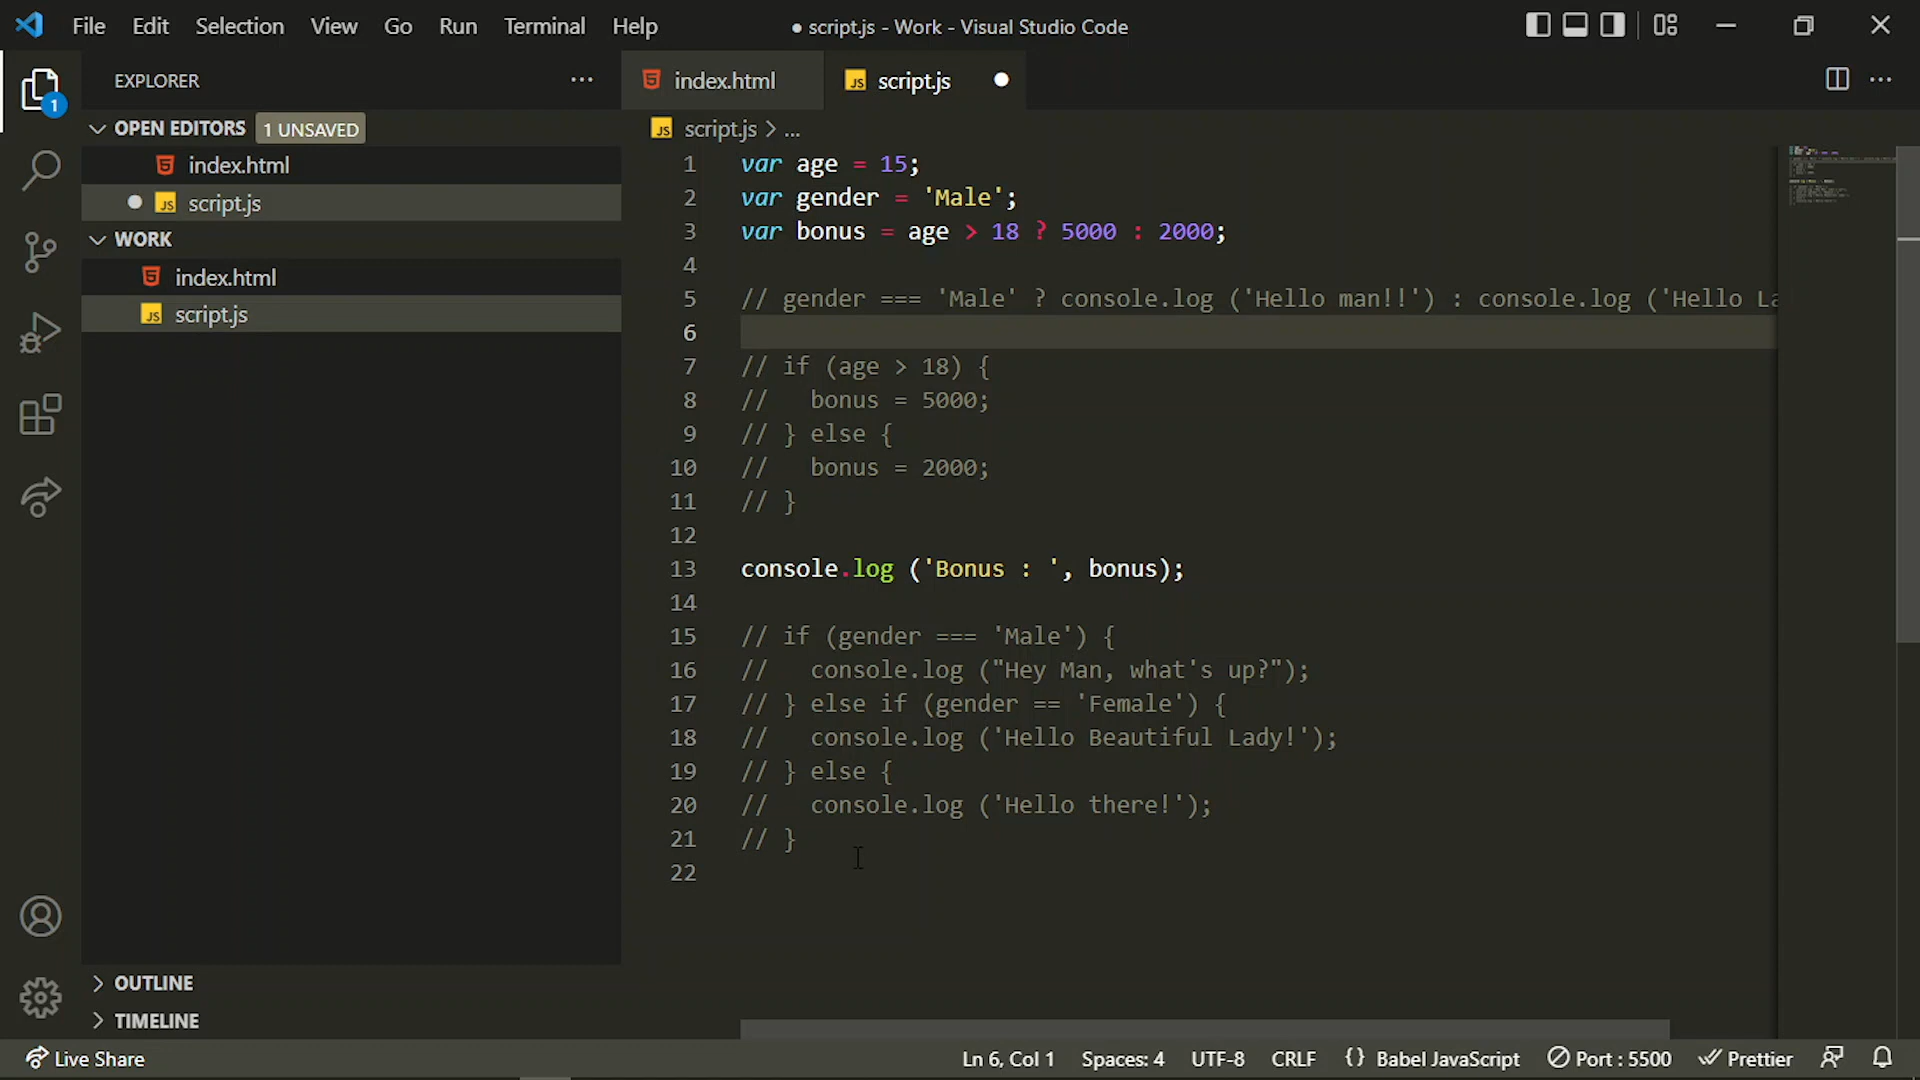 File Edit Selection View Go Run Terminal Help
● script.js - Work - Visual Studio Code
EXPLORER
1
OPEN EDITORS 1 UNSAVED
index.html
script.js
WORK
index.html
script.js
OUTLINE
TIMELINE
index.html
script.js
script.js > ...
1 var age = 15;
2 var gender = 'Male';
3 var bonus = age > 18 ? 5000 : 2000;
4
5 // gender === 'Male' ? console.log ('Hello man!!') : console.log ('Hello La
6
7 // if (age > 18) {
8 //   bonus = 5000;
9 // } else {
10 //   bonus = 2000;
11 // }
12
13 console.log ('Bonus : ', bonus);
14
15 // if (gender === 'Male') {
16 //   console.log ("Hey Man, what's up?");
17 // } else if (gender == 'Female') {
18 //   console.log ('Hello Beautiful Lady!');
19 // } else {
20 //   console.log ('Hello there!');
21 // }
22
Live Share
Ln 6, Col 1 Spaces: 4 UTF-8 CRLF {} Babel JavaScript Port : 5500 Prettier